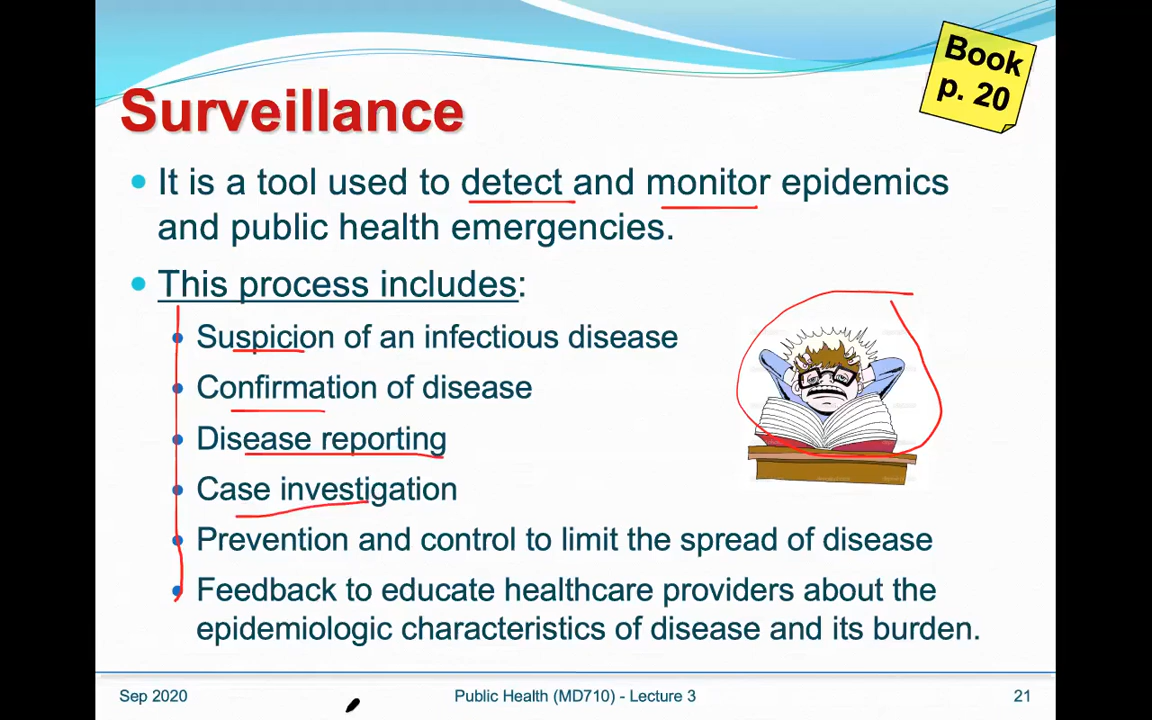 Book
p. 20
Surveillance
• It is a tool used to detect and monitor epidemics
and public health emergencies.
• This process includes:
• Suspicion of an infectious disease
• Confirmation of disease
• Disease reporting
• Case investigation
• Prevention and control to limit the spread of disease
• Feedback to educate healthcare providers about the
epidemiologic characteristics of disease and its burden.
Sep 2020 Public Health (MD710) - Lecture 3 21